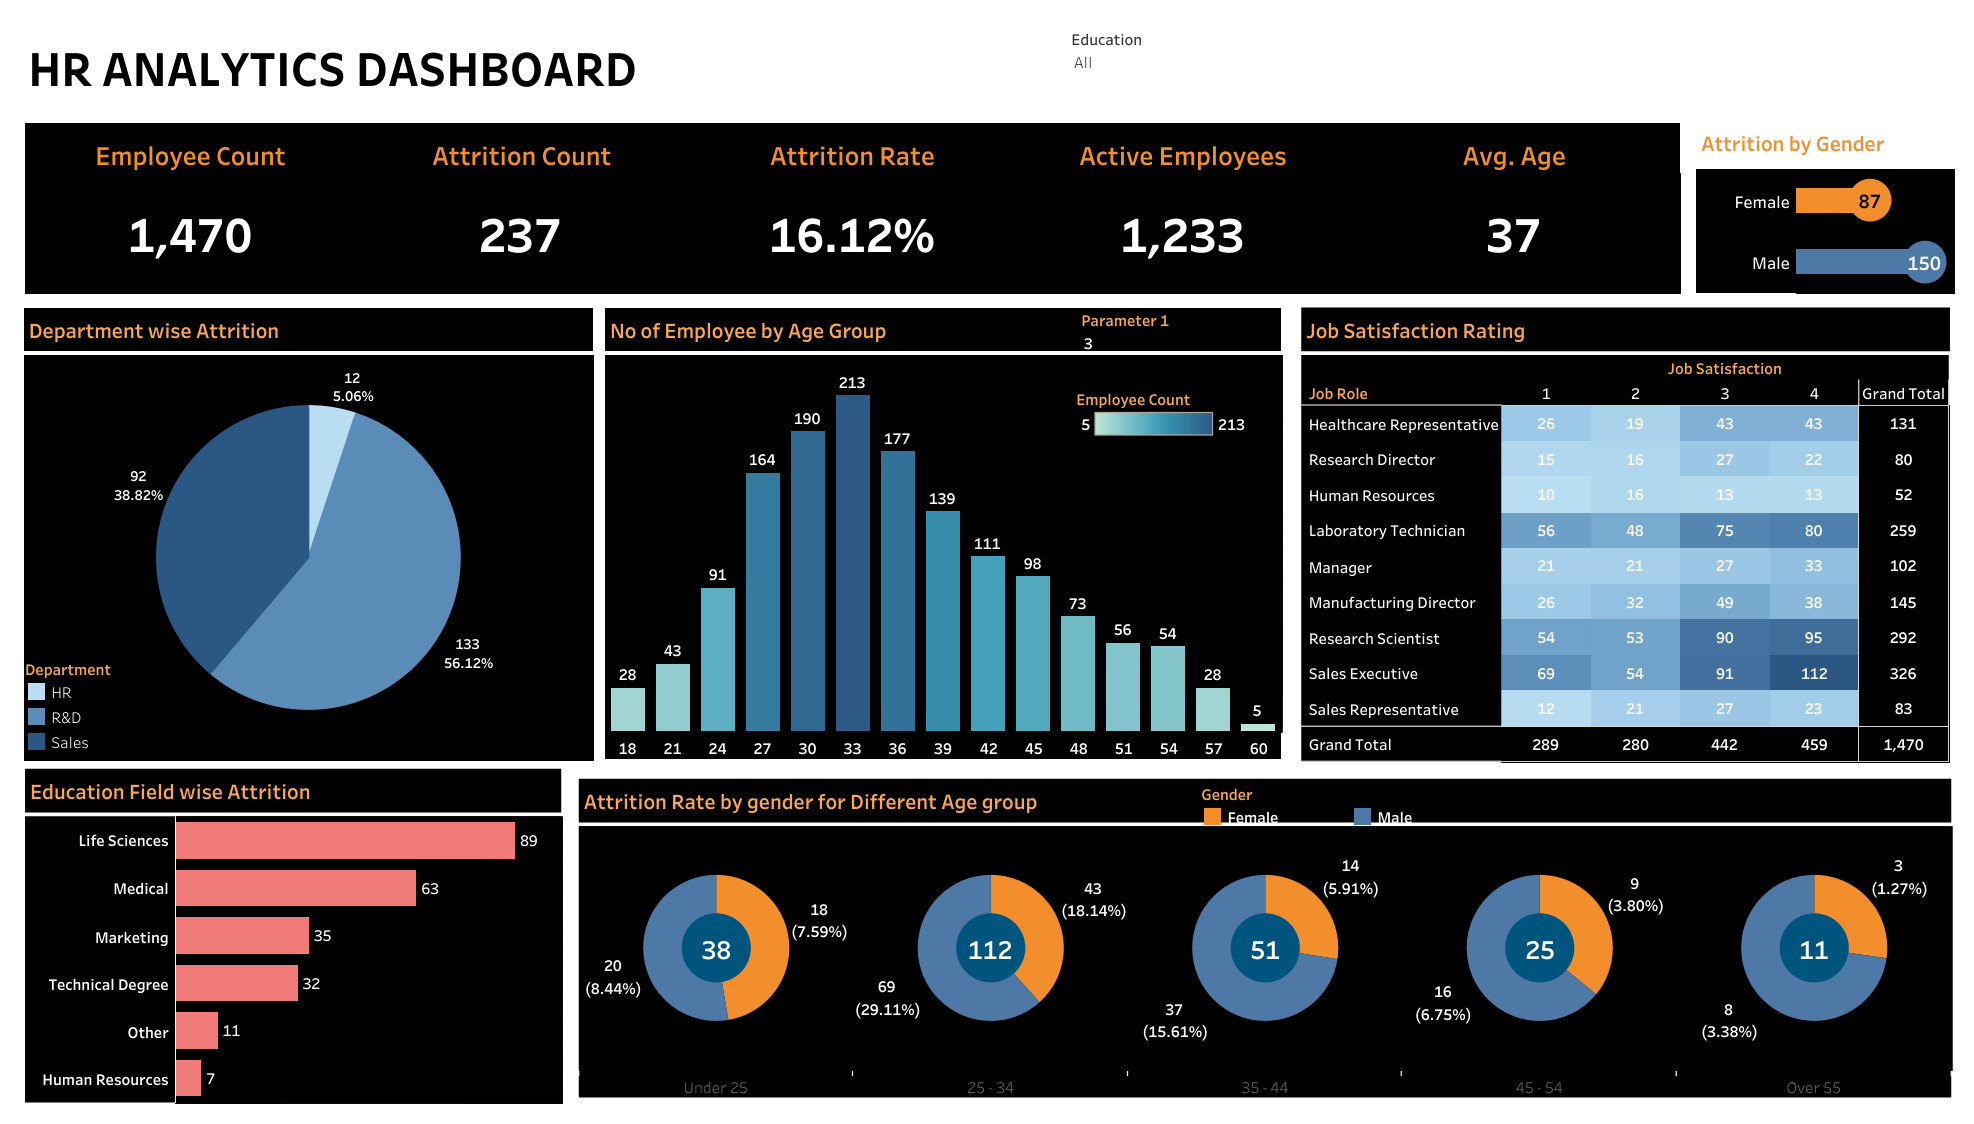 HR ANALYTICS DASHBOARD
Education
All
Employee Count
Attrition Count
Attrition Rate
Active Employees
Avg. Age
1,470
237
16.12%
1,233
37
Attrition by Gender
Female 87
Male 150
Department wise Attrition
12
5.06%
92
38.82%
133
56.12%
Department
HR
R&D
Sales
No of Employee by Age Group
Parameter 1
3
Employee Count
5 213
28 43 91 164 190 213 177 139 111 98 73 56 54 28 5
18 21 24 27 30 33 36 39 42 45 48 51 54 57 60
Job Satisfaction Rating
Job Satisfaction
Job Role 1 2 3 4 Grand Total
Healthcare Representative 26 19 43 43 131
Research Director 15 16 27 22 80
Human Resources 10 16 13 13 52
Laboratory Technician 56 48 75 80 259
Manager 21 21 27 33 102
Manufacturing Director 26 32 49 38 145
Research Scientist 54 53 90 95 292
Sales Executive 69 54 91 112 326
Sales Representative 12 21 27 23 83
Grand Total 289 280 442 459 1,470
Education Field wise Attrition
Life Sciences 89
Medical 63
Marketing 35
Technical Degree 32
Other 11
Human Resources 7
Attrition Rate by gender for Different Age group
Gender
Female Male
18
(7.59%)
38
20
(8.44%)
Under 25
43
(18.14%)
112
69
(29.11%)
25 - 34
14
(5.91%)
51
37
(15.61%)
35 - 44
9
(3.80%)
25
16
(6.75%)
45 - 54
3
(1.27%)
11
8
(3.38%)
Over 55